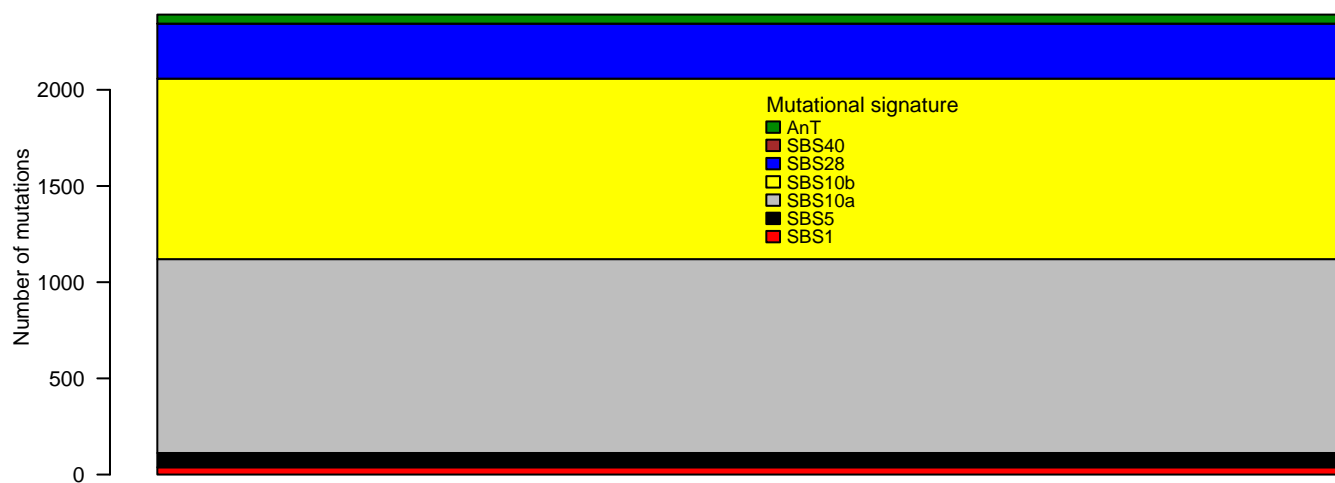 Number of mutations
2000
1500
1000
500
0
Mutational signature
AnT
SBS40
SBS28
SBS10b
SBS10a
SBS5
SBS1